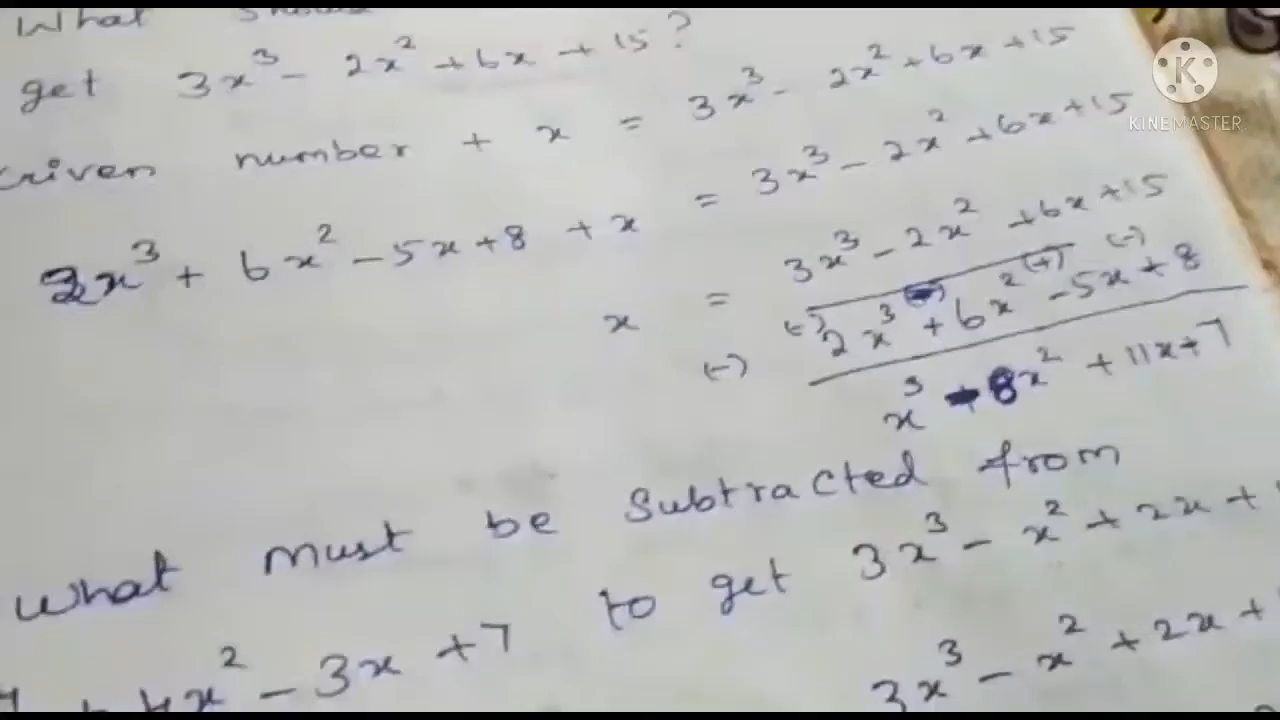 What should
get 3x³ - 2x² + 6x + 15?
Given number + x = 3x³ - 2x² + 6x + 15
2x³ + 6x² - 5x + 8 + x = 3x³ - 2x² + 6x + 15
x = 3x³ - 2x² + 6x + 15
(-) (-) (+) (-)
2x³ + 6x² - 5x + 8
(-)
x³ - 8x² + 11x + 7
What must be subtracted from
4x² - 3x + 7 to get 3x³ - x² + 2x +
3x³ - x² + 2x +
KINEMASTER